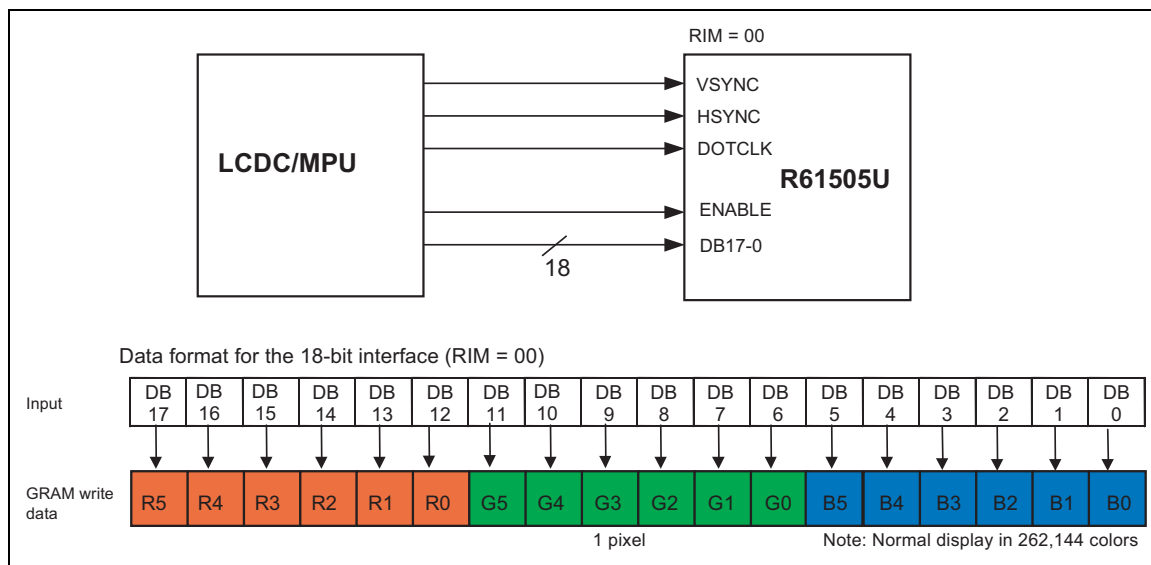 RIM = 00
VSYNC
HSYNC
LCDC/MPU
DOTCLK
R61505U
ENABLE
DB17-0
18
Data format for the 18-bit interface (RIM = 00)
Input
DB 17 DB 16 DB 15 DB 14 DB 13 DB 12 DB 11 DB 10 DB 9 DB 8 DB 7 DB 6 DB 5 DB 4 DB 3 DB 2 DB 1 DB 0
GRAM write data
R5 R4 R3 R2 R1 R0 G5 G4 G3 G2 G1 G0 B5 B4 B3 B2 B1 B0
1 pixel
Note: Normal display in 262,144 colors